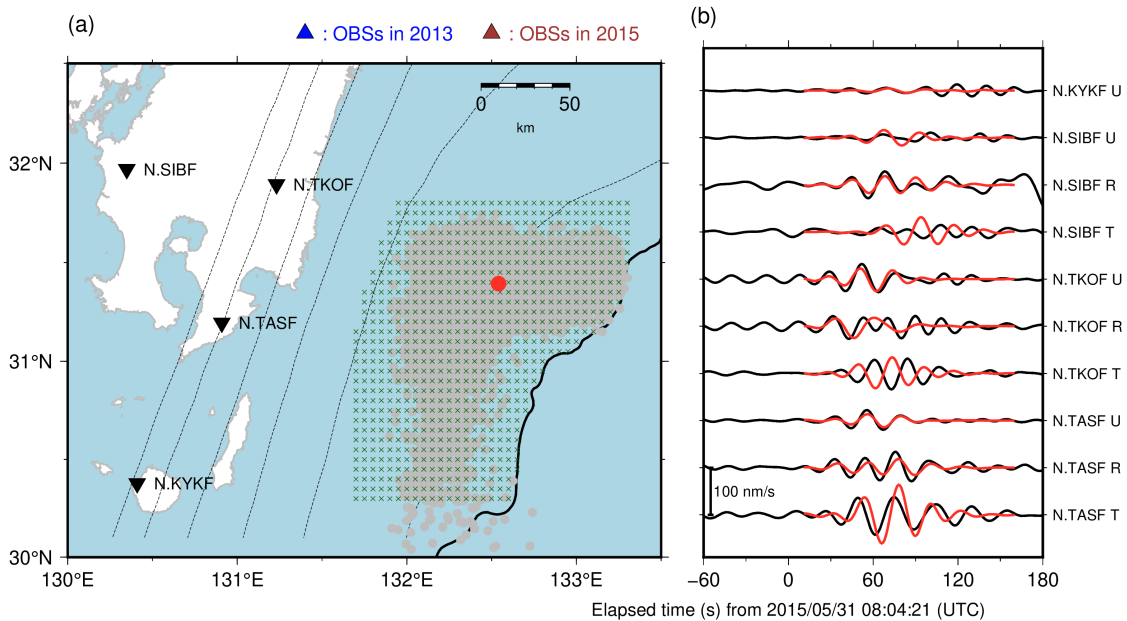 (a)
: OBSs in 2013
: OBSs in 2015
0
50
km
32°N
31°N
30°N
N.SIBF
N.TKOF
N.TASF
N.KYKF
130°E
131°E
132°E
133°E
(b)
N.KYKF U
N.SIBF U
N.SIBF R
N.SIBF T
N.TKOF U
N.TKOF R
N.TKOF T
N.TASF U
N.TASF R
N.TASF T
100 nm/s
−60
0
60
120
180
Elapsed time (s) from 2015/05/31 08:04:21 (UTC)